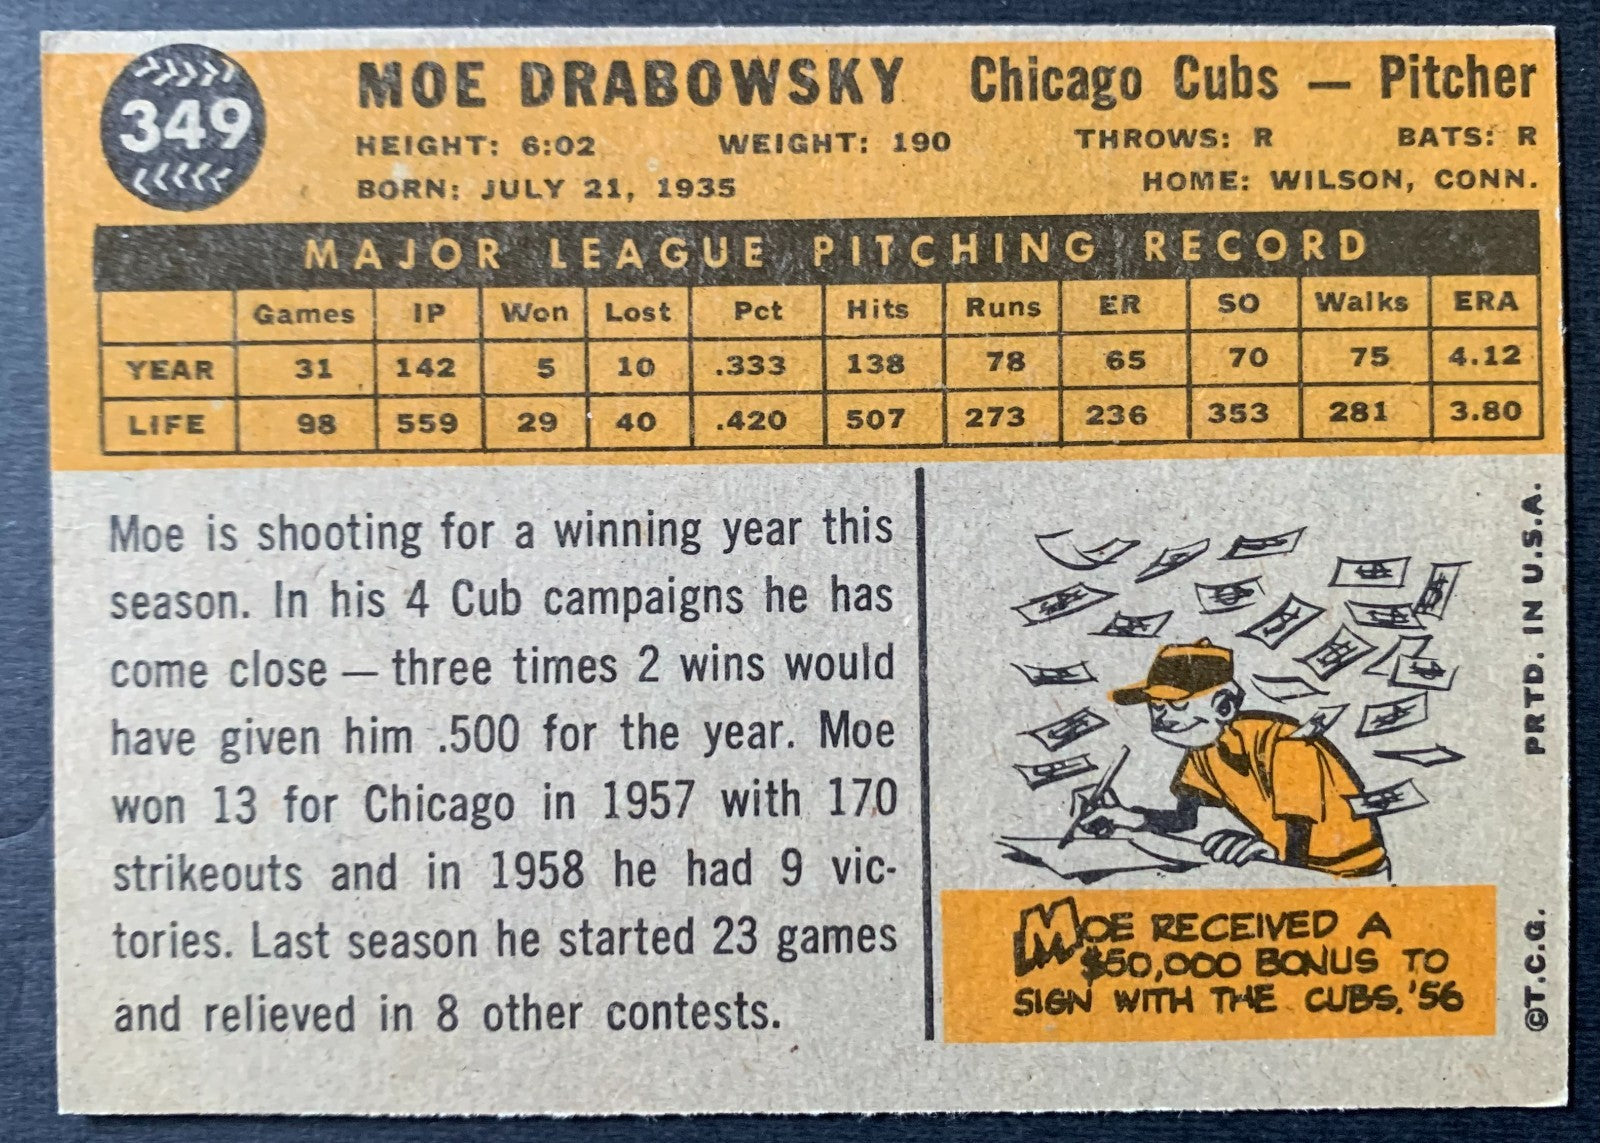 349
MOE DRABOWSKY Chicago Cubs — Pitcher
HEIGHT: 6:02 WEIGHT: 190 THROWS: R BATS: R
BORN: JULY 21, 1935 HOME: WILSON, CONN.
MAJOR LEAGUE PITCHING RECORD
Games IP Won Lost Pct Hits Runs ER SO Walks ERA
YEAR 31 142 5 10 .333 138 78 65 70 75 4.12
LIFE 98 559 29 40 .420 507 273 236 353 281 3.80
Moe is shooting for a winning year this
season. In his 4 Cub campaigns he has
come close — three times 2 wins would
have given him .500 for the year. Moe
won 13 for Chicago in 1957 with 170
strikeouts and in 1958 he had 9 vic-
tories. Last season he started 23 games
and relieved in 8 other contests.
MOE RECEIVED A
$50,000 BONUS TO
SIGN WITH THE CUBS, '56
©T.C.G. PRTD. IN U.S.A.